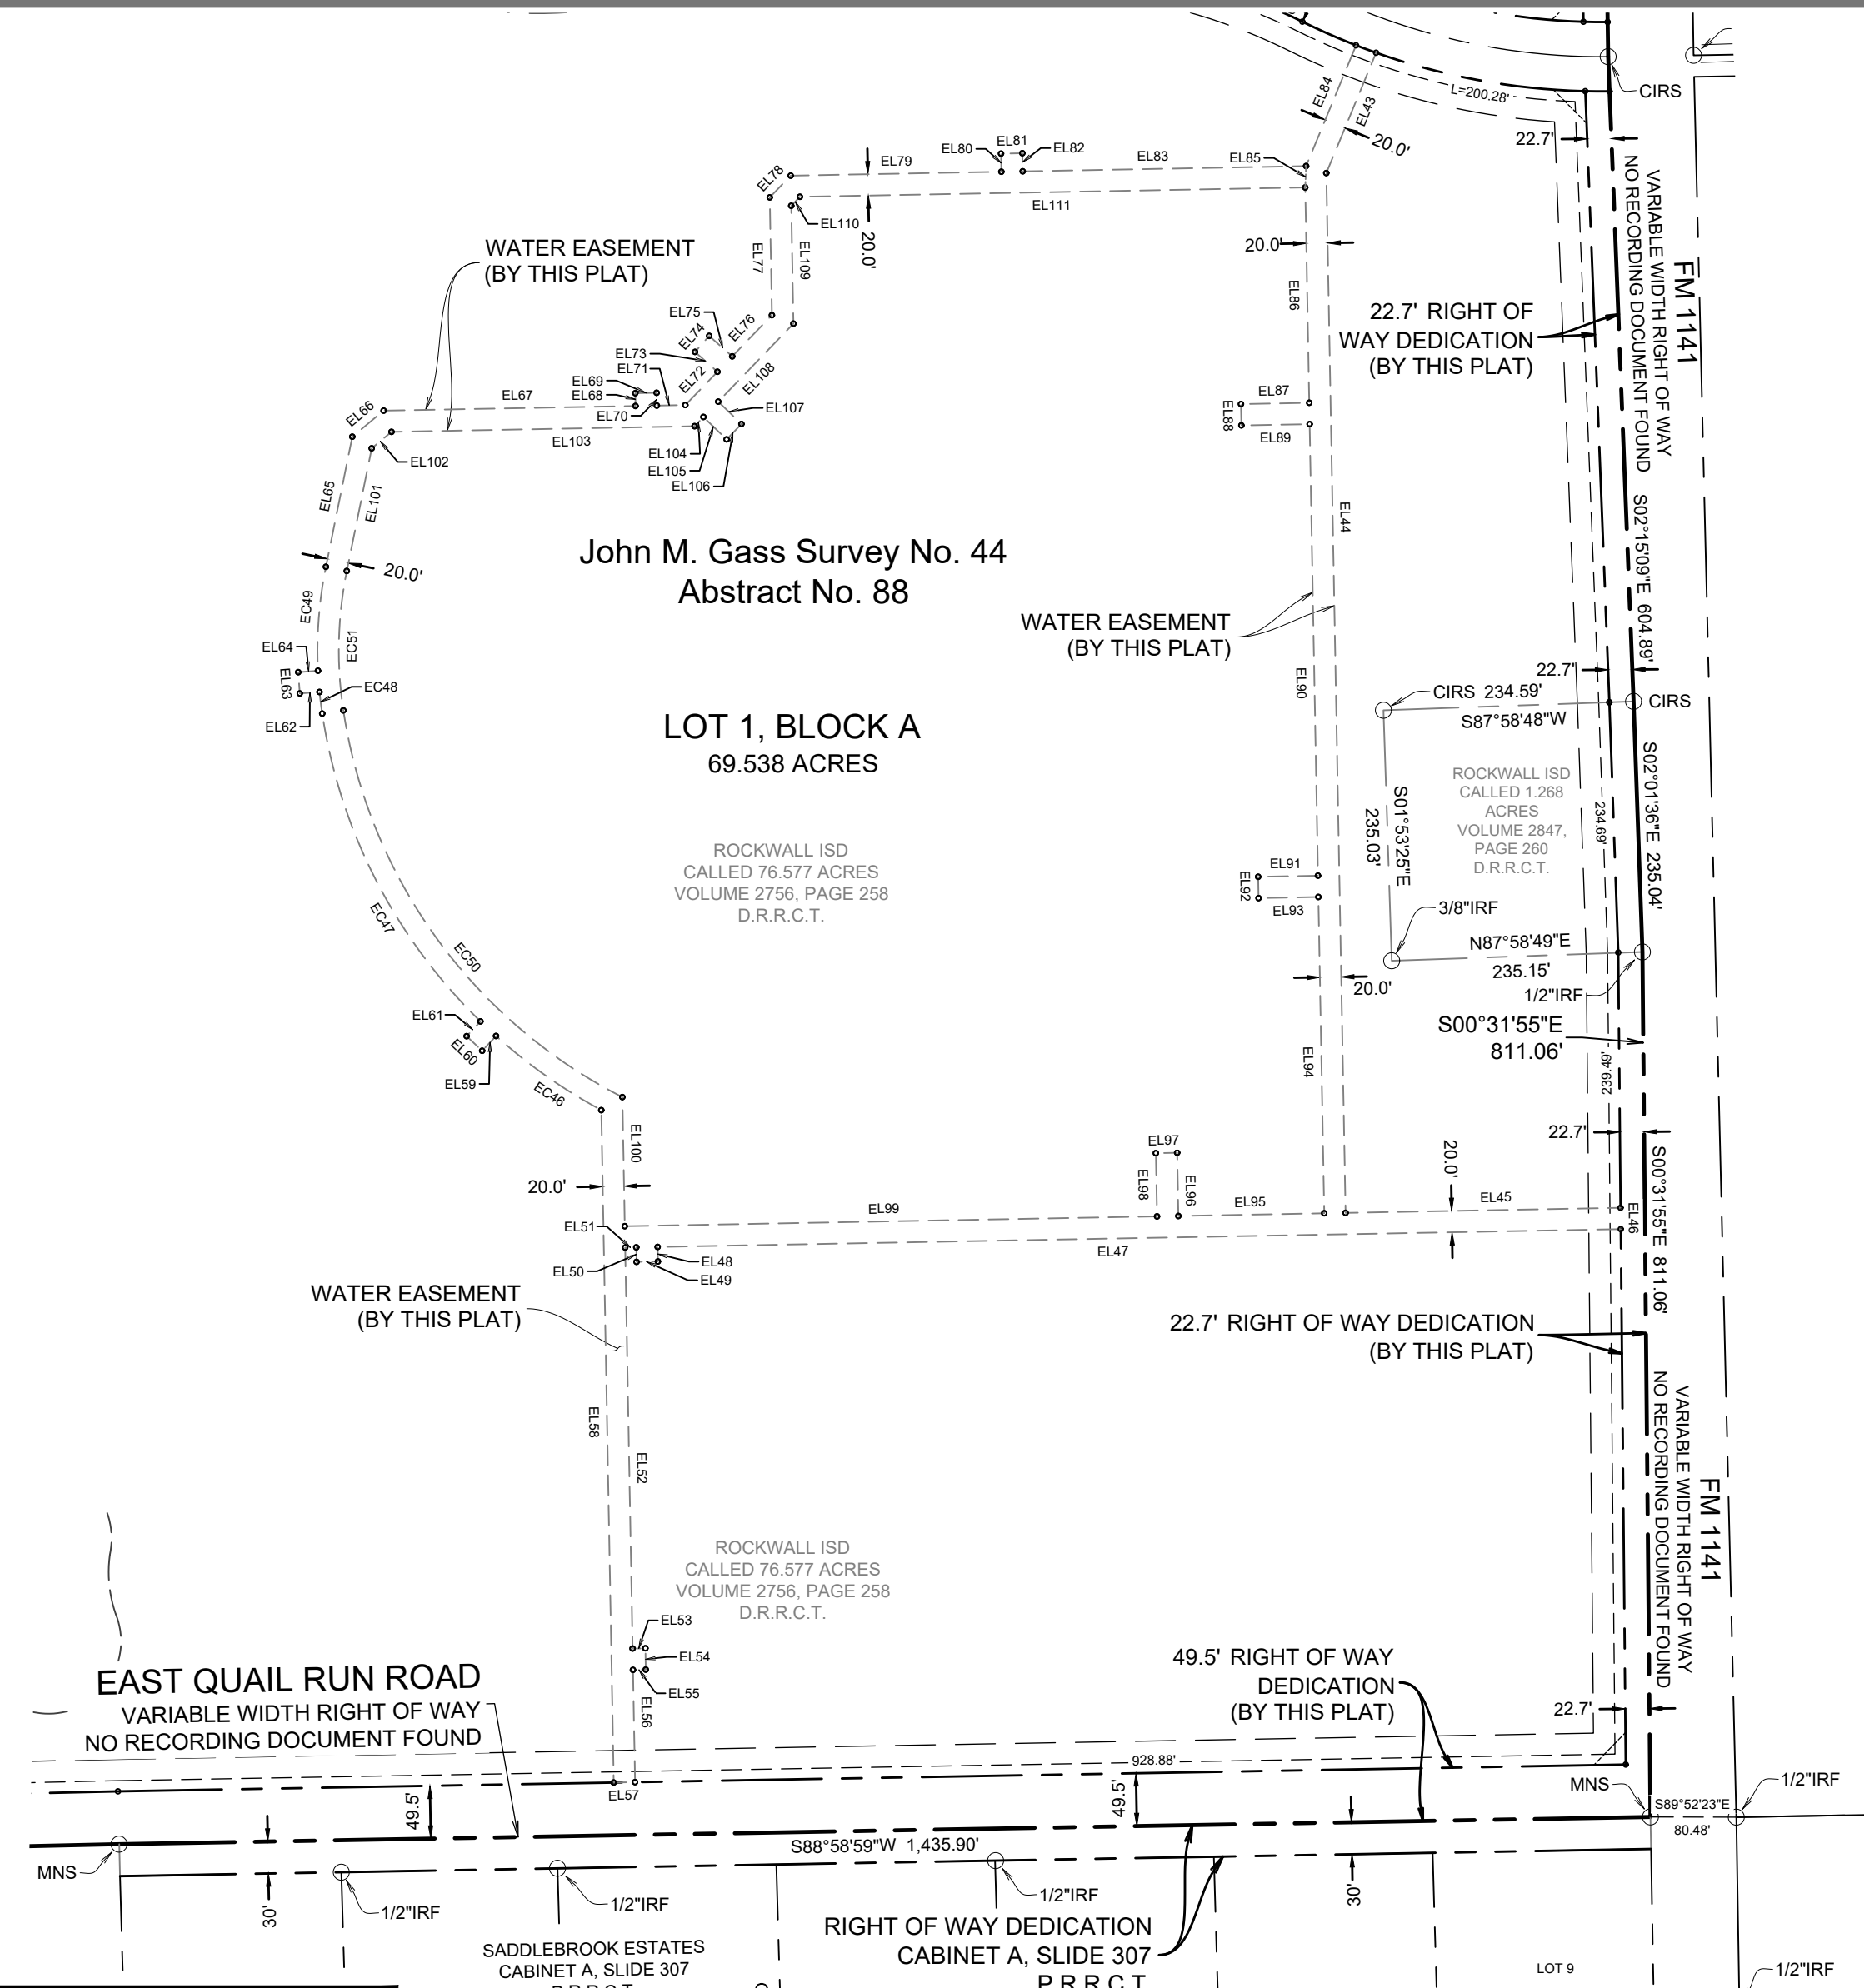 CIRS
L=200.28'
EL84
EL43
20.0'
22.7'
EL80
EL81
EL82
EL79
EL83
EL85
EL78
EL111
EL110
20.0'
VARIABLE WIDTH RIGHT OF WAY
NO RECORDING DOCUMENT FOUND
FM 1141
WATER EASEMENT
(BY THIS PLAT)
EL77
EL109
20.0'
EL86
22.7' RIGHT OF
WAY DEDICATION
(BY THIS PLAT)
EL75
EL74
EL76
EL73
EL71
EL72
EL69
EL68
EL70
EL67
EL66
EL108
EL107
EL87
EL88
EL89
EL103
EL102
EL104
EL105
EL106
EL65
EL101
20.0'
EL44
S02°15'09"E 604.89'
John M. Gass Survey No. 44
Abstract No. 88
EC49
EC51
WATER EASEMENT
(BY THIS PLAT)
EL64
EL63
EC48
EL62
EL90
22.7'
CIRS 234.59'
S87°58'48"W
CIRS
LOT 1, BLOCK A
69.538 ACRES
ROCKWALL ISD
CALLED 1.268
ACRES
VOLUME 2847,
PAGE 260
D.R.R.C.T.
S01°53'25"E
235.03'
234.69'
S02°01'36"E 235.04'
ROCKWALL ISD
CALLED 76.577 ACRES
VOLUME 2756, PAGE 258
D.R.R.C.T.
EL91
EL92
EL93
3/8"IRF
N87°58'49"E
235.15'
1/2"IRF
EC47
EC50
20.0'
EL61
EL60
EL59
EC46
S00°31'55"E
811.06'
239.49'
EL94
EL100
22.7'
EL97
EL98
EL96
20.0'
20.0'
EL99
EL95
EL45
EL46
S00°31'55"E 811.06'
EL51
EL50
EL48
EL49
EL47
WATER EASEMENT
(BY THIS PLAT)
22.7' RIGHT OF WAY DEDICATION
(BY THIS PLAT)
EL58
EL52
VARIABLE WIDTH RIGHT OF WAY
NO RECORDING DOCUMENT FOUND
FM 1141
ROCKWALL ISD
CALLED 76.577 ACRES
VOLUME 2756, PAGE 258
D.R.R.C.T.
EL53
EL54
EL55
EL56
EAST QUAIL RUN ROAD
VARIABLE WIDTH RIGHT OF WAY
NO RECORDING DOCUMENT FOUND
49.5' RIGHT OF WAY
DEDICATION
(BY THIS PLAT)
22.7'
928.88'
EL57
49.5'
49.5'
MNS
S89°52'23"E
80.48'
1/2"IRF
S88°58'59"W 1,435.90'
MNS
30'
1/2"IRF
1/2"IRF
1/2"IRF
30'
RIGHT OF WAY DEDICATION
CABINET A, SLIDE 307
P.R.R.C.T.
SADDLEBROOK ESTATES
CABINET A, SLIDE 307
LOT 9
1/2"IRF